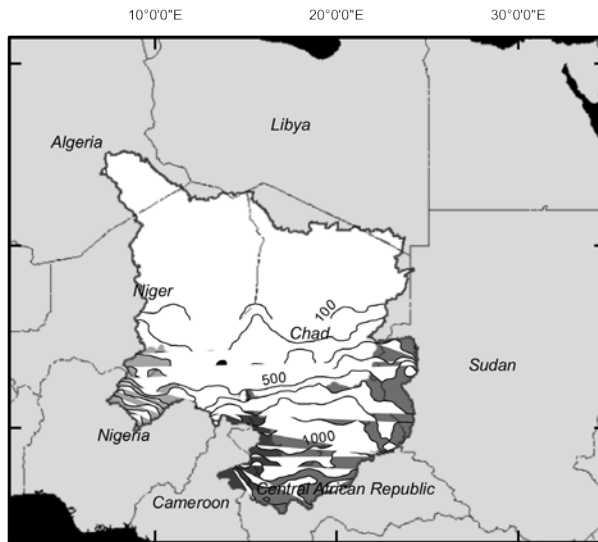 10°0'0"E 20°0'0"E 30°0'0"E
Libya
Algeria
Niger
100
Chad
Sudan
500
Nigeria
1000
Central African Republic
Cameroon